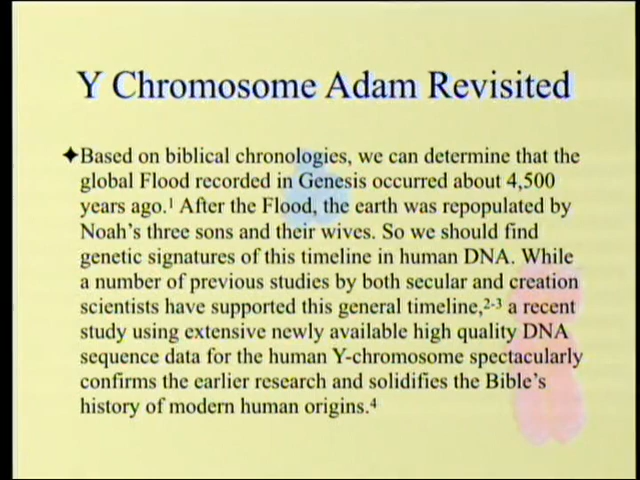 Y Chromosome Adam Revisited
✦Based on biblical chronologies, we can determine that the
global Flood recorded in Genesis occurred about 4,500
years ago.¹ After the Flood, the earth was repopulated by
Noah's three sons and their wives. So we should find
genetic signatures of this timeline in human DNA. While
a number of previous studies by both secular and creation
scientists have supported this general timeline,²⁻³ a recent
study using extensive newly available high quality DNA
sequence data for the human Y-chromosome spectacularly
confirms the earlier research and solidifies the Bible's
history of modern human origins.⁴